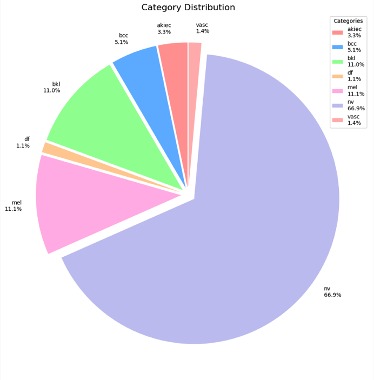 Category Distribution
akiec
3.3%
vasc
1.4%
bcc
5.1%
bkl
11.0%
df
1.1%
mel
11.1%
nv
66.9%
Categories
akiec
3.3%
bcc
5.1%
bkl
11.0%
df
1.1%
mel
11.1%
nv
66.9%
vasc
1.4%